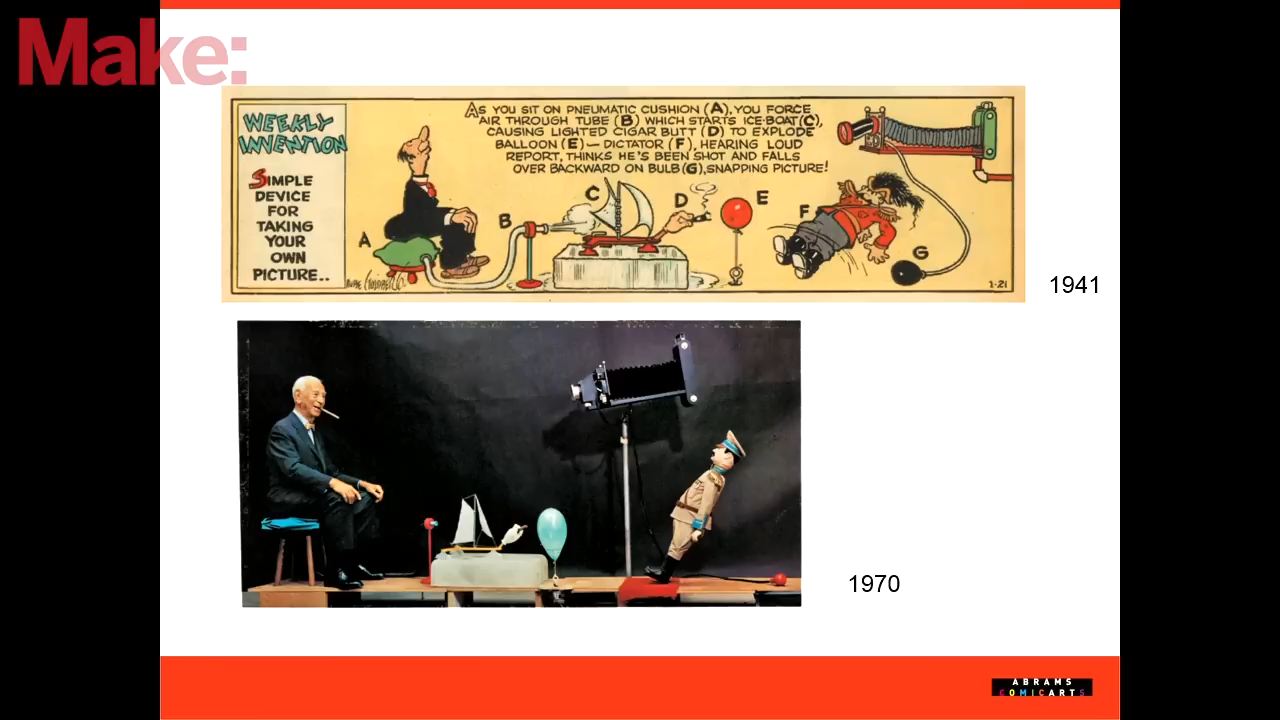 Make:
WEEKLY
INVENTION
SIMPLE
DEVICE
FOR
TAKING
YOUR
OWN
PICTURE..
AS YOU SIT ON PNEUMATIC CUSHION (A), YOU FORCE
AIR THROUGH TUBE (B) WHICH STARTS ICE-BOAT (C),
CAUSING LIGHTED CIGAR BUTT (D) TO EXPLODE
BALLOON (E) — DICTATOR (F), HEARING LOUD
REPORT, THINKS HE'S BEEN SHOT AND FALLS
OVER BACKWARD ON BULB (G), SNAPPING PICTURE!
A
B
C
D
E
F
G
RUBE GOLDBERG
1-21
1941
1970
ABRAMS
COMICARTS